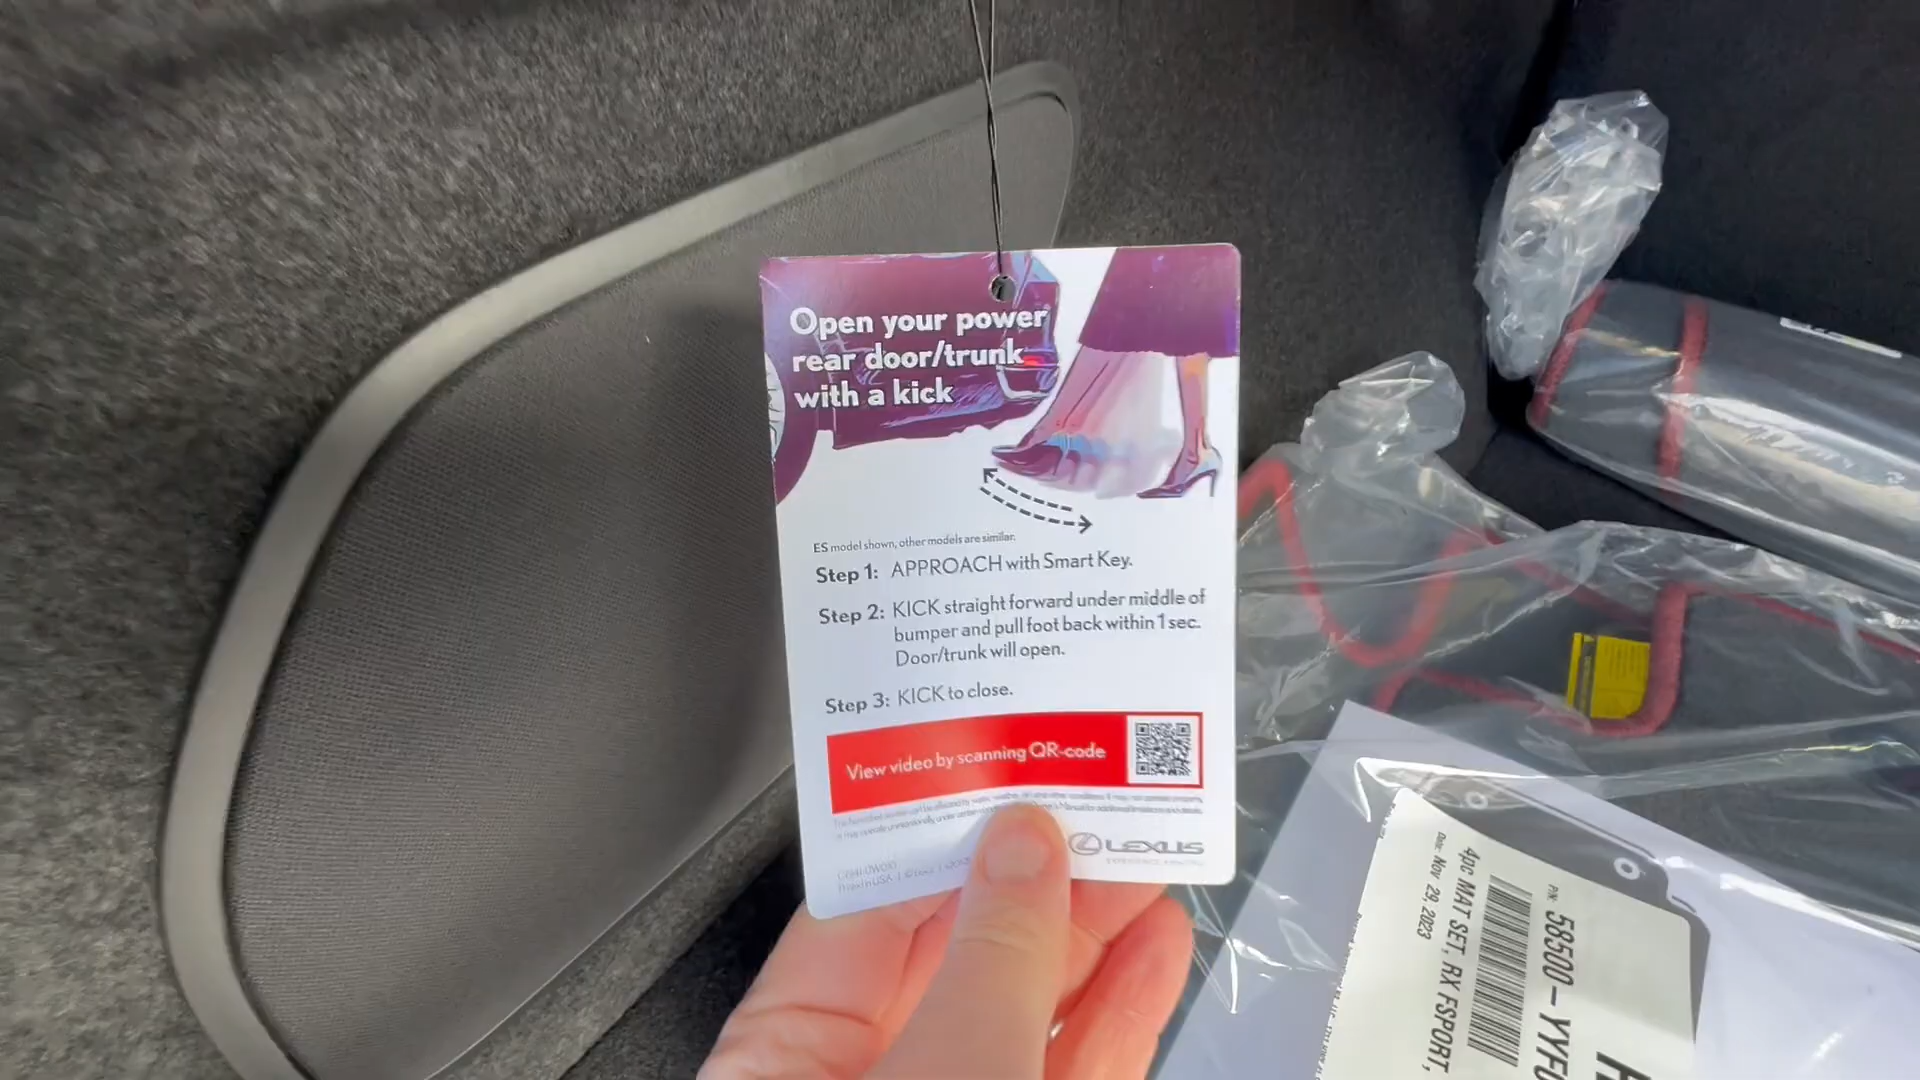 Open your power
rear door/trunk
with a kick
ES model shown, other models are similar.
Step 1: APPROACH with Smart Key.
Step 2: KICK straight forward under middle of
bumper and pull foot back within 1 sec.
Door/trunk will open.
Step 3: KICK to close.
View video by scanning QR-code
LEXUS
P/N: 58500-YYF
4pc MAT SET, RX FSPORT,
Date: Nov 29, 2023